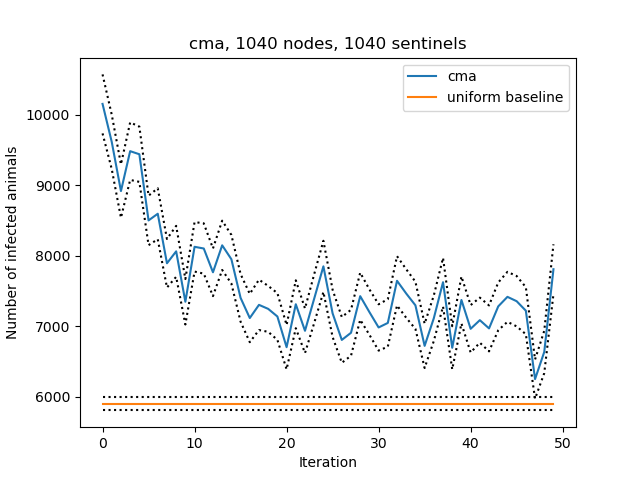 cma, 1040 nodes, 1040 sentinels
cma
uniform baseline
Number of infected animals
10000
9000
8000
7000
6000
0 10 20 30 40 50
Iteration